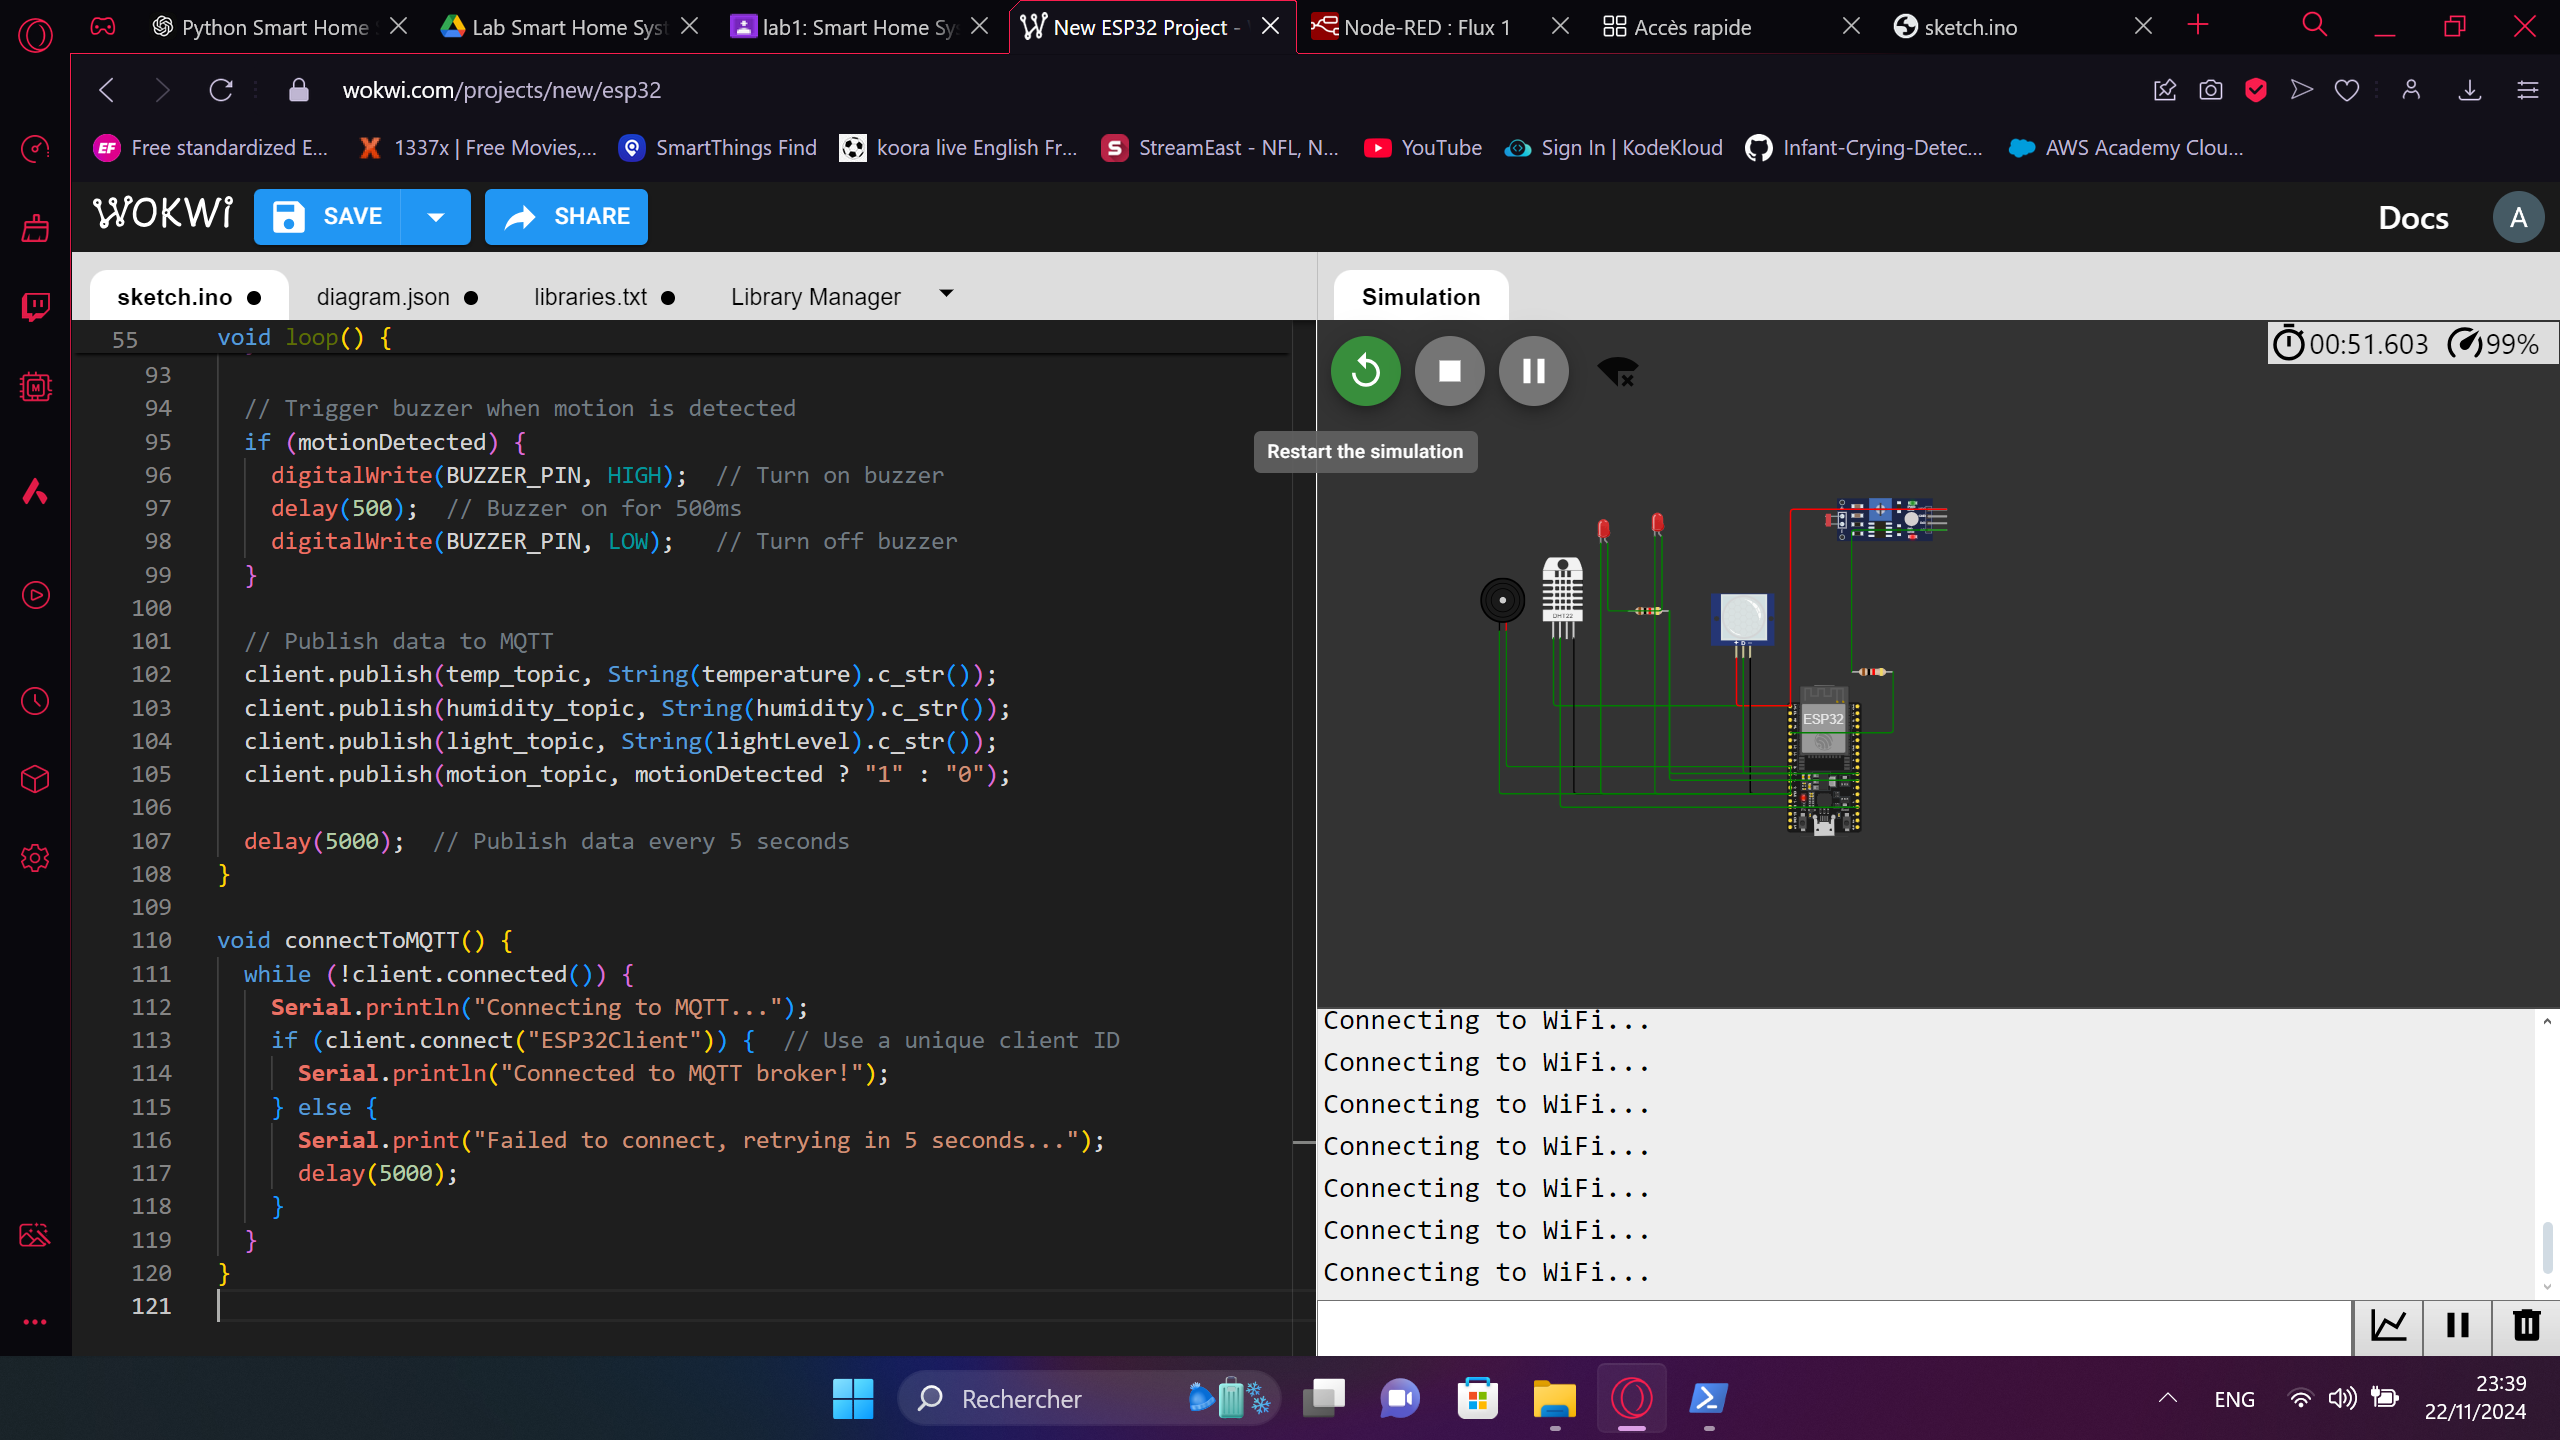 Python Smart Home
Lab Smart Home Syst
lab1: Smart Home Sy
New ESP32 Project -
Node-RED : Flux 1
Accès rapide
sketch.ino
wokwi.com/projects/new/esp32
EF Free standardized E...
1337x | Free Movies,...
SmartThings Find
koora live English Fr...
S StreamEast - NFL, N...
YouTube
Sign In | KodeKloud
Infant-Crying-Detec...
AWS Academy Clou...
WOKWi
SAVE
SHARE
Docs
A
sketch.ino
diagram.json
libraries.txt
Library Manager
Simulation
55 void loop() {
93
94 // Trigger buzzer when motion is detected
95 if (motionDetected) {
96 digitalWrite(BUZZER_PIN, HIGH); // Turn on buzzer
97 delay(500); // Buzzer on for 500ms
98 digitalWrite(BUZZER_PIN, LOW); // Turn off buzzer
99 }
100
101 // Publish data to MQTT
102 client.publish(temp_topic, String(temperature).c_str());
103 client.publish(humidity_topic, String(humidity).c_str());
104 client.publish(light_topic, String(lightLevel).c_str());
105 client.publish(motion_topic, motionDetected ? "1" : "0");
106
107 delay(5000); // Publish data every 5 seconds
108 }
109
110 void connectToMQTT() {
111 while (!client.connected()) {
112 Serial.println("Connecting to MQTT...");
113 if (client.connect("ESP32Client")) { // Use a unique client ID
114 Serial.println("Connected to MQTT broker!");
115 } else {
116 Serial.print("Failed to connect, retrying in 5 seconds...");
117 delay(5000);
118 }
119 }
120 }
121
00:51.603
99%
Restart the simulation
DHT22
ESP32
Connecting to WiFi...
Connecting to WiFi...
Connecting to WiFi...
Connecting to WiFi...
Connecting to WiFi...
Connecting to WiFi...
Connecting to WiFi...
Rechercher
ENG
23:39
22/11/2024